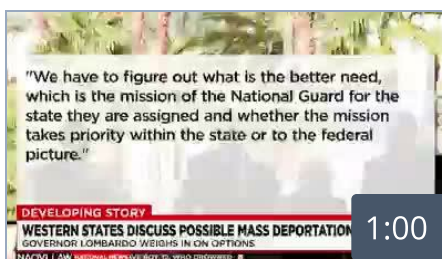 "We have to figure out what is the better need,
which is the mission of the National Guard for the
state they are assigned and whether the mission
takes priority within the state or to the federal
picture."
DEVELOPING STORY
WESTERN STATES DISCUSS POSSIBLE MASS DEPORTATION
GOVERNOR LOMBARDO WEIGHS IN ON OPTIONS
1:00
NATIONAL NEWS